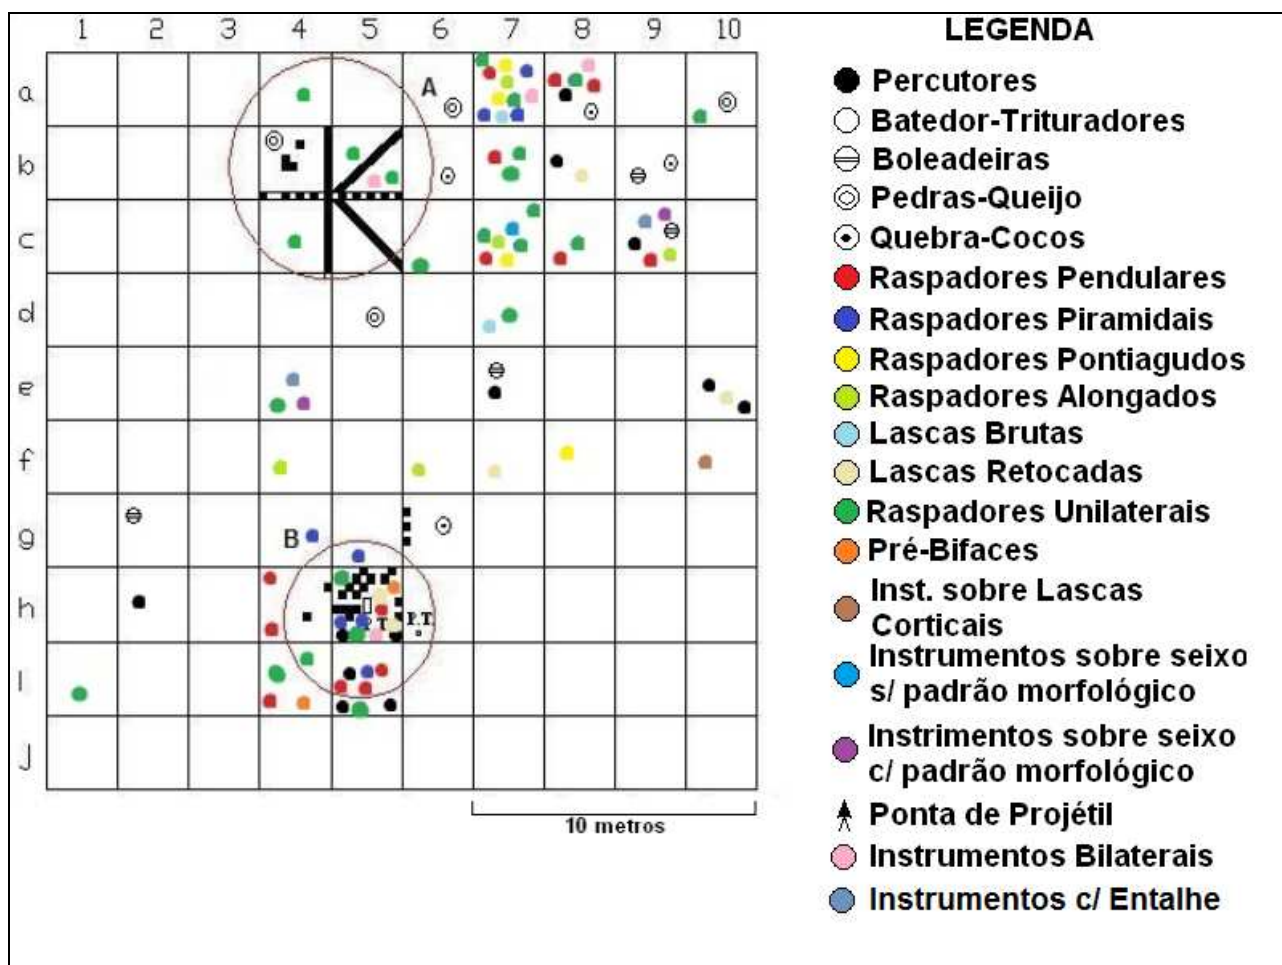 1 2 3 4 5 6 7 8 9 10
LEGENDA
a
A
b
c
d
e
f
g
B
h
P.T
P.T.
I
j
10 metros
Percutores
Batedor-Trituradores
Boleadeiras
Pedras-Queijo
Quebra-Cocos
Raspadores Pendulares
Raspadores Piramidais
Raspadores Pontiagudos
Raspadores Alongados
Lascas Brutas
Lascas Retocadas
Raspadores Unilaterais
Pré-Bifaces
Inst. sobre Lascas
Corticais
Instrumentos sobre seixo
s/ padrão morfológico
Instrimentos sobre seixo
c/ padrão morfológico
Ponta de Projétil
Instrumentos Bilaterais
Instrumentos c/ Entalhe